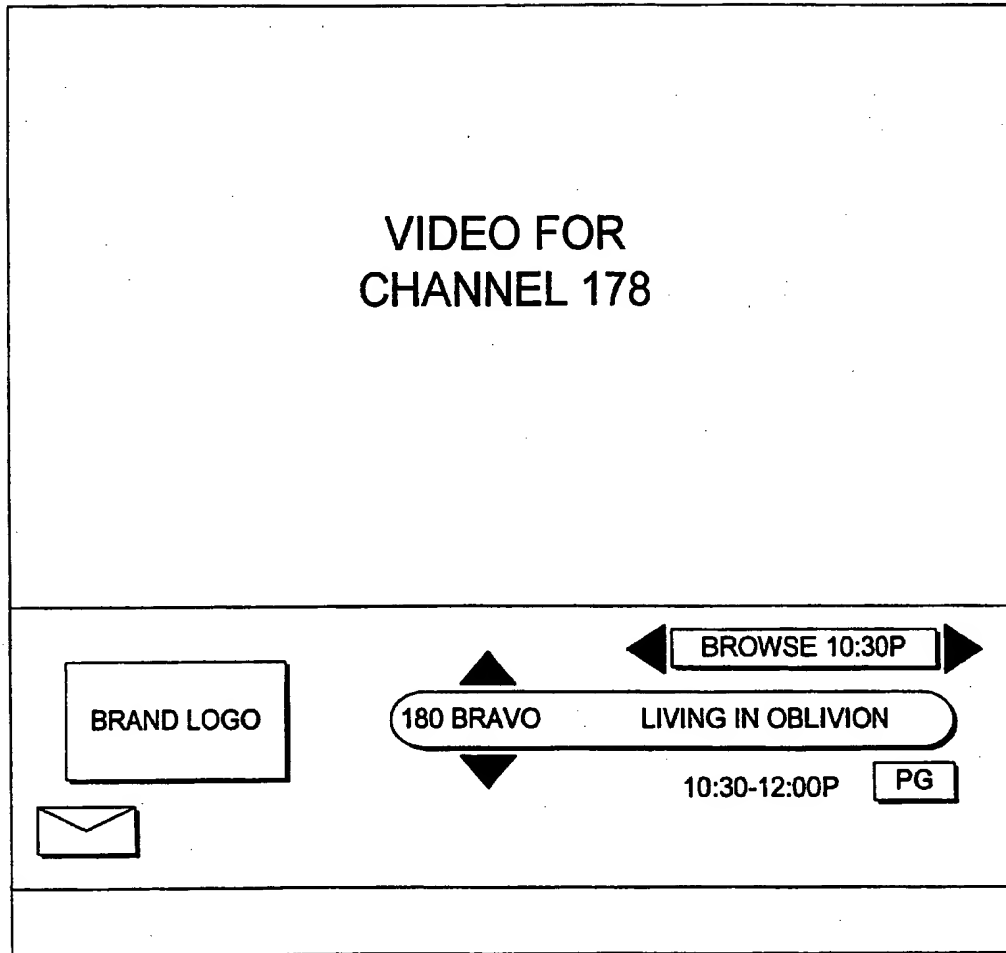 VIDEO FOR
CHANNEL 178
BROWSE 10:30P
BRAND LOGO
180 BRAVO LIVING IN OBLIVION
10:30-12:00P PG